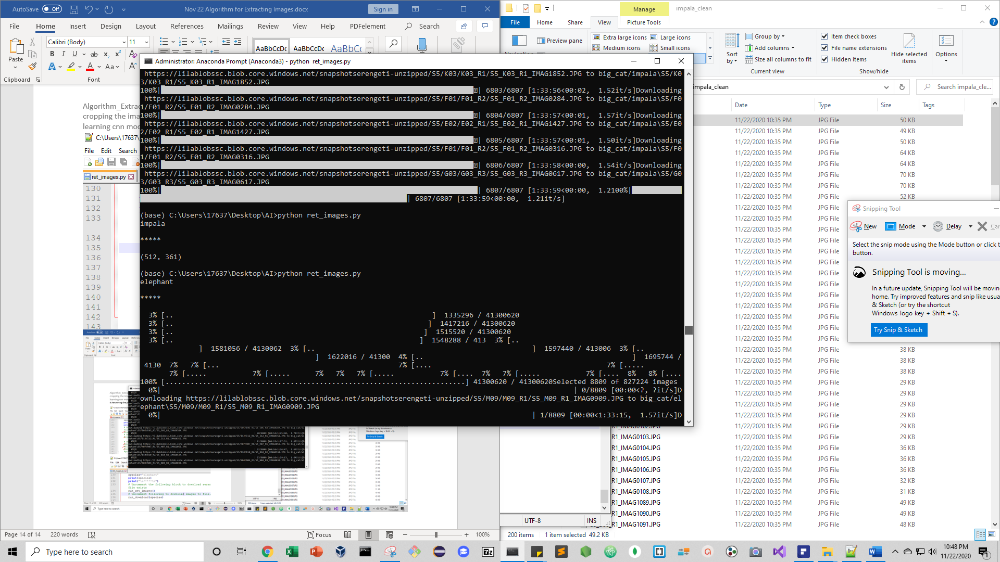 AutoSave Off
Nov 22 Algorithm for Extracting Images.docx
Sign in
File Home Insert Design Layout References Mailings Review View Help PDFelement Search
Calibri (Body) 11
Paste
Clipboard
Font
AaBbCcDc AaBbCcDc AaBbCc
Manage
impala_clean
File Home Share View Picture Tools
Preview pane
Extra large icons Large icons
Medium icons Small icons
Sort by
Group by
Add columns
Size all columns to fit
Current view
Item check boxes
File name extensions
Hidden items
Hide selected items
Show/hide
Options
impala_clean
Search impala_cle...
Date Type Size Tags
Administrator: Anaconda Prompt (Anaconda3) - python  ret_images.py
https://lilablobssc.blob.core.windows.net/snapshotserengeti-unzipped/S5/K03/K03_R1/S5_K03_R1_IMAG1852.JPG to big_cat/impala\S5/K0
3/K03_R1/S5_K03_R1_IMAG1852.JPG
100%| | 6803/6807 [1:33:56<00:02,  1.52it/s]Downloading
https://lilablobssc.blob.core.windows.net/snapshotserengeti-unzipped/S5/F01/F01_R2/S5_F01_R2_IMAG0284.JPG to big_cat/impala\S5/F0
1/F01_R2/S5_F01_R2_IMAG0284.JPG
100%| | 6804/6807 [1:33:57<00:01,  1.57it/s]Downloading
https://lilablobssc.blob.core.windows.net/snapshotserengeti-unzipped/S5/E02/E02_R1/S5_E02_R1_IMAG1427.JPG to big_cat/impala\S5/E0
2/E02_R1/S5_E02_R1_IMAG1427.JPG
100%| | 6805/6807 [1:33:57<00:01,  1.50it/s]Downloading
https://lilablobssc.blob.core.windows.net/snapshotserengeti-unzipped/S5/F01/F01_R2/S5_F01_R2_IMAG0316.JPG to big_cat/impala\S5/F0
1/F01_R2/S5_F01_R2_IMAG0316.JPG
100%| | 6806/6807 [1:33:58<00:00,  1.54it/s]Downloading
https://lilablobssc.blob.core.windows.net/snapshotserengeti-unzipped/S5/G03/G03_R3/S5_G03_R3_IMAG0617.JPG to big_cat/impala\S5/G0
3/G03_R3/S5_G03_R3_IMAG0617.JPG
100%| | 6807/6807 [1:33:59<00:00,  1.2100%|
| 6807/6807 [1:33:59<00:00,  1.21it/s]
(base) C:\Users\17637\Desktop\AI>python ret_images.py
impala
*****
(512, 361)
(base) C:\Users\17637\Desktop\AI>python ret_images.py
elephant
*****
3% [.. ] 1335296 / 41300620
3% [.. ] 1417216 / 41300620
3% [.. ] 1515520 / 41300620
3% [.. ] 1548288 / 413  3% [..
] 1581056 / 4130062  3% [.. ] 1597440 / 413006  3% [..
] 1622016 / 41300  4% [.. ] 1695744 /
4130  7%   7% [... 7% [.... 7% [.....
7% [..... 7% [..... 7%   7%   7% [..... 7% [....  7%   7% [..... 7% [....  8%   8% [....
100% [........................................................................] 41300620 / 41300620Selected 8809 of 827224 images
0%| | 0/8809 [00:00<?, ?it/s]D
ownloading https://lilablobssc.blob.core.windows.net/snapshotserengeti-unzipped/S5/M09/M09_R1/S5_M09_R1_IMAG0909.JPG to big_cat/el
ephant\S5/M09/M09_R1/S5_M09_R1_IMAG0909.JPG
0%| | 1/8809 [00:00<1:33:15,  1.57it/s]D
Algorithm_Extrac
cropping the ima
learning cnn mod
C:\Users\17637\
File Edit Search
ret_images.py
130
131
132
133
134
135
136
137
138
139
140
141
142
143
species="elephant"
print(species)
# Uncomment the following block to download
run_get_images()
# Uncomment following to download images to file.
run_download(species)
11/22/2020 10:35 PM JPG File 50 KB
11/22/2020 10:35 PM JPG File 49 KB
11/22/2020 10:35 PM JPG File 50 KB
11/22/2020 10:35 PM JPG File 64 KB
11/22/2020 10:35 PM JPG File 64 KB
11/22/2020 10:35 PM JPG File 70 KB
11/22/2020 10:35 PM JPG File 70 KB
11/22/2020 10:35 PM JPG File 52 KB
11/22/2020 10:35 PM JPG File
11/22/2020 10:35 PM JPG File
11/22/2020 10:35 PM JPG File
11/22/2020 10:35 PM JPG File
11/22/2020 10:35 PM JPG File
11/22/2020 10:35 PM JPG File
11/22/2020 10:35 PM JPG File
11/22/2020 10:35 PM JPG File
11/22/2020 10:35 PM JPG File
11/22/2020 10:35 PM JPG File
11/22/2020 10:35 PM JPG File
11/22/2020 10:35 PM JPG File
11/22/2020 10:35 PM JPG File
11/22/2020 10:35 PM JPG File 38 KB
11/22/2020 10:35 PM JPG File 38 KB
11/22/2020 10:35 PM JPG File 38 KB
11/22/2020 10:35 PM JPG File 34 KB
11/22/2020 10:35 PM JPG File 34 KB
11/22/2020 10:35 PM JPG File 34 KB
11/22/2020 10:35 PM JPG File 29 KB
11/22/2020 10:35 PM JPG File 29 KB
R1_IMAG0103.JPG 11/22/2020 10:35 PM JPG File 29 KB
R1_IMAG0104.JPG 11/22/2020 10:35 PM JPG File 36 KB
R1_IMAG0105.JPG 11/22/2020 10:35 PM JPG File 36 KB
R1_IMAG0106.JPG 11/22/2020 10:35 PM JPG File 36 KB
R1_IMAG0107.JPG 11/22/2020 10:35 PM JPG File 32 KB
R1_IMAG0108.JPG 11/22/2020 10:35 PM JPG File 31 KB
R1_IMAG1089.JPG 11/22/2020 10:35 PM JPG File 49 KB
R1_IMAG1090.JPG 11/22/2020 10:35 PM JPG File 49 KB
R1_IMAG1091.JPG 11/22/2020 10:35 PM JPG File 48 KB
Snipping Tool
New Mode Delay Can
Select the snip mode using the Mode button or click t
button.
Snipping Tool is moving...
In a future update, Snipping Tool will be movin
home. Try improved features and snip like usua
& Sketch (or try the shortcut
Windows logo key + Shift + S).
Try Snip & Sketch
UTF-8 INS
200 items 1 item selected 49.2 KB
Page 14 of 14 220 words Focus 100%
Type here to search
10:48 PM
11/22/2020